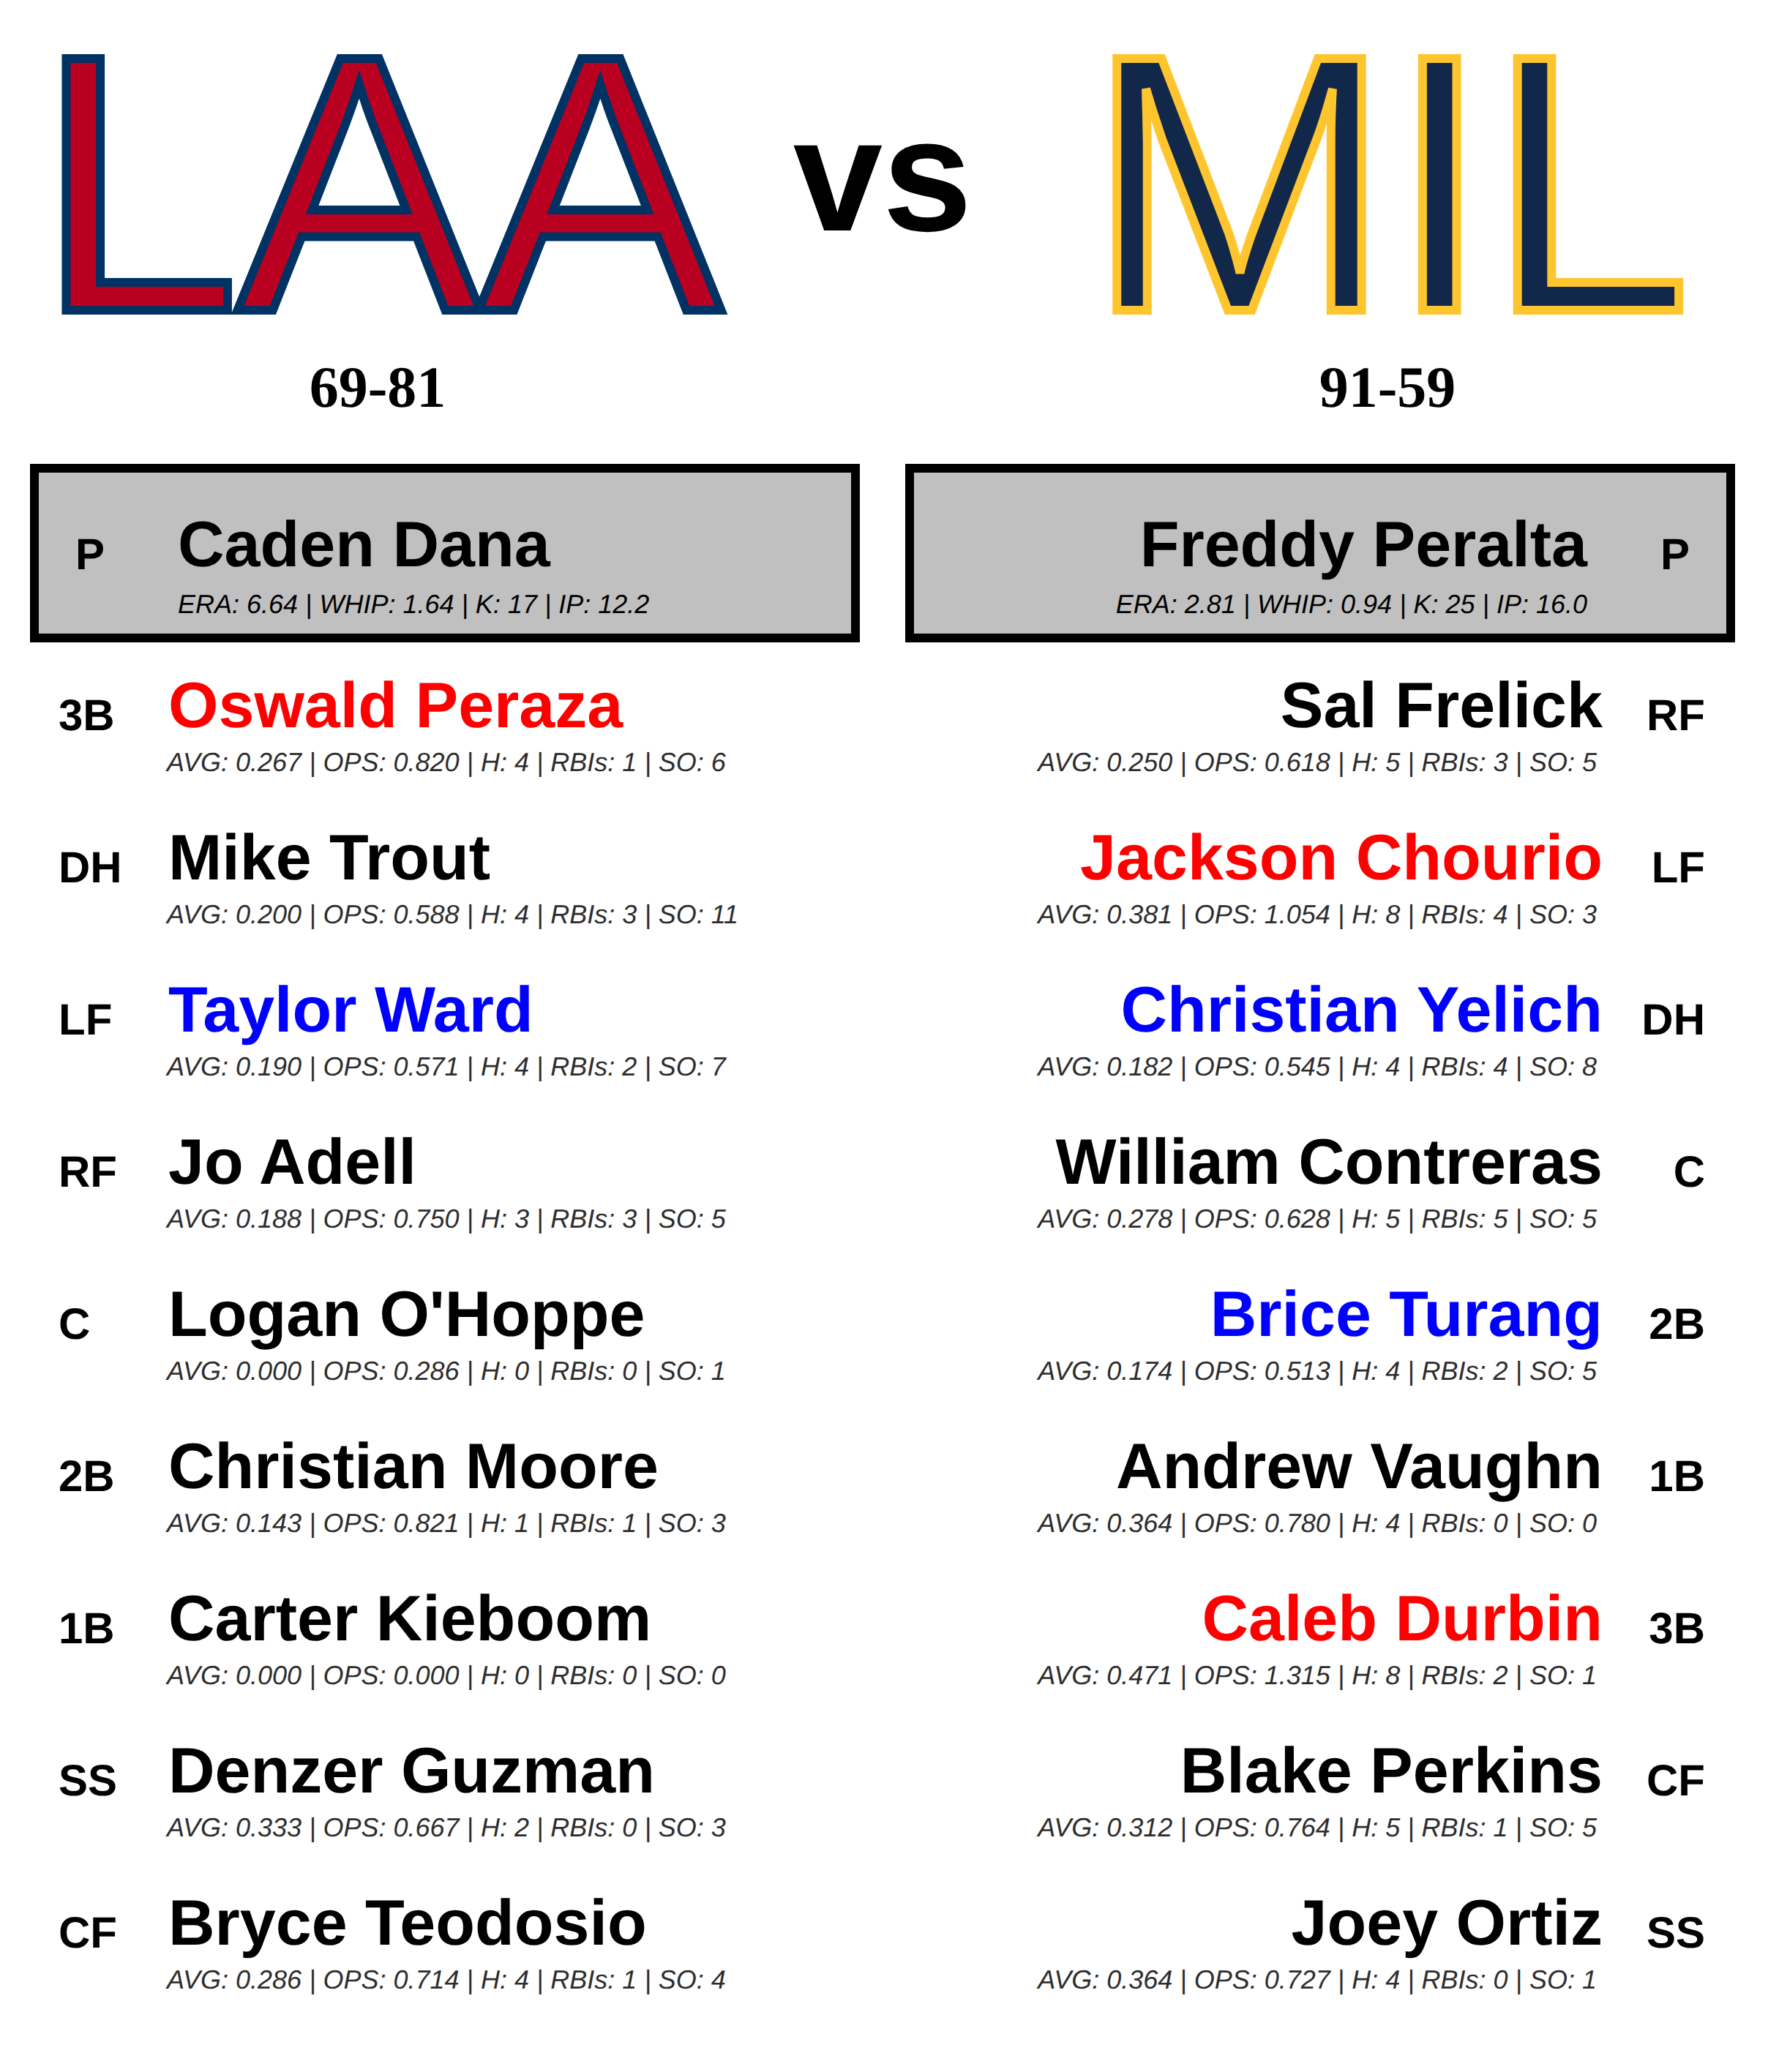 LAA vs MIL
69-81 91-59
P Caden Dana Freddy Peralta P
ERA: 6.64 | WHIP: 1.64 | K: 17 | IP: 12.2 ERA: 2.81 | WHIP: 0.94 | K: 25 | IP: 16.0
3B Oswald Peraza Sal Frelick RF
AVG: 0.267 | OPS: 0.820 | H: 4 | RBIs: 1 | SO: 6 AVG: 0.250 | OPS: 0.618 | H: 5 | RBIs: 3 | SO: 5
DH Mike Trout Jackson Chourio LF
AVG: 0.200 | OPS: 0.588 | H: 4 | RBIs: 3 | SO: 11 AVG: 0.381 | OPS: 1.054 | H: 8 | RBIs: 4 | SO: 3
LF Taylor Ward Christian Yelich DH
AVG: 0.190 | OPS: 0.571 | H: 4 | RBIs: 2 | SO: 7 AVG: 0.182 | OPS: 0.545 | H: 4 | RBIs: 4 | SO: 8
RF Jo Adell William Contreras C
AVG: 0.188 | OPS: 0.750 | H: 3 | RBIs: 3 | SO: 5 AVG: 0.278 | OPS: 0.628 | H: 5 | RBIs: 5 | SO: 5
C Logan O'Hoppe Brice Turang 2B
AVG: 0.000 | OPS: 0.286 | H: 0 | RBIs: 0 | SO: 1 AVG: 0.174 | OPS: 0.513 | H: 4 | RBIs: 2 | SO: 5
2B Christian Moore Andrew Vaughn 1B
AVG: 0.143 | OPS: 0.821 | H: 1 | RBIs: 1 | SO: 3 AVG: 0.364 | OPS: 0.780 | H: 4 | RBIs: 0 | SO: 0
1B Carter Kieboom Caleb Durbin 3B
AVG: 0.000 | OPS: 0.000 | H: 0 | RBIs: 0 | SO: 0 AVG: 0.471 | OPS: 1.315 | H: 8 | RBIs: 2 | SO: 1
SS Denzer Guzman Blake Perkins CF
AVG: 0.333 | OPS: 0.667 | H: 2 | RBIs: 0 | SO: 3 AVG: 0.312 | OPS: 0.764 | H: 5 | RBIs: 1 | SO: 5
CF Bryce Teodosio Joey Ortiz SS
AVG: 0.286 | OPS: 0.714 | H: 4 | RBIs: 1 | SO: 4 AVG: 0.364 | OPS: 0.727 | H: 4 | RBIs: 0 | SO: 1